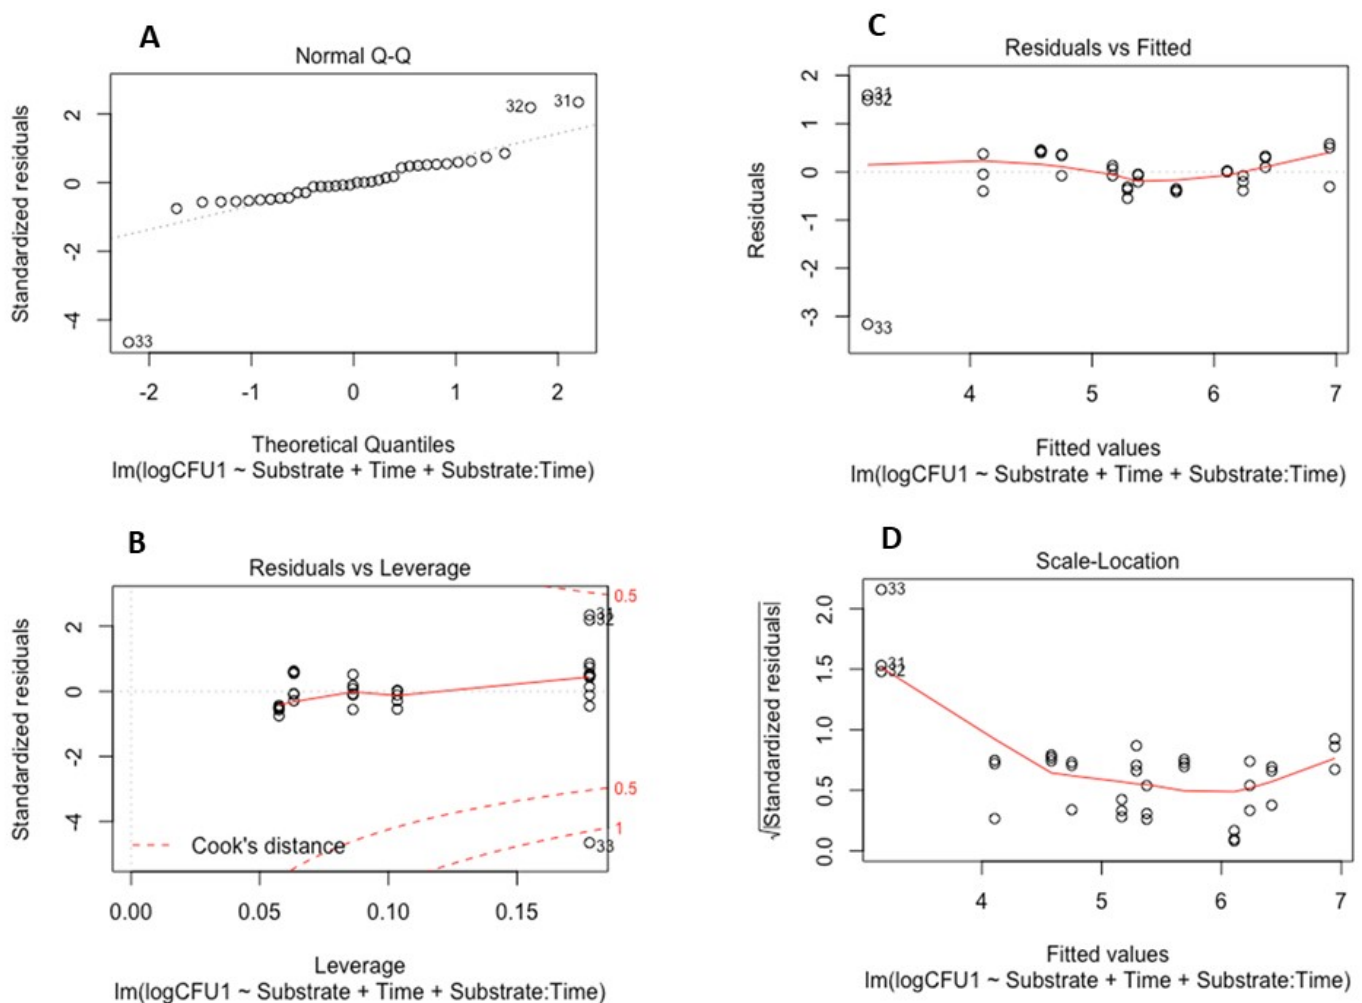 A
Normal Q-Q
Standardized residuals
2
0
-2
-4
32
31
33
-2
-1
0
1
2
Theoretical Quantiles
lm(logCFU1 ~ Substrate + Time + Substrate:Time)
C
Residuals vs Fitted
Residuals
2
1
0
-1
-2
-3
31
32
33
4
5
6
7
Fitted values
lm(logCFU1 ~ Substrate + Time + Substrate:Time)
B
Residuals vs Leverage
Standardized residuals
2
0
-2
-4
0.5
31
32
0.5
1
33
Cook's distance
0.00
0.05
0.10
0.15
Leverage
lm(logCFU1 ~ Substrate + Time + Substrate:Time)
D
Scale-Location
√|Standardized residuals|
2.0
1.5
1.0
0.5
0.0
33
31
32
4
5
6
7
Fitted values
lm(logCFU1 ~ Substrate + Time + Substrate:Time)